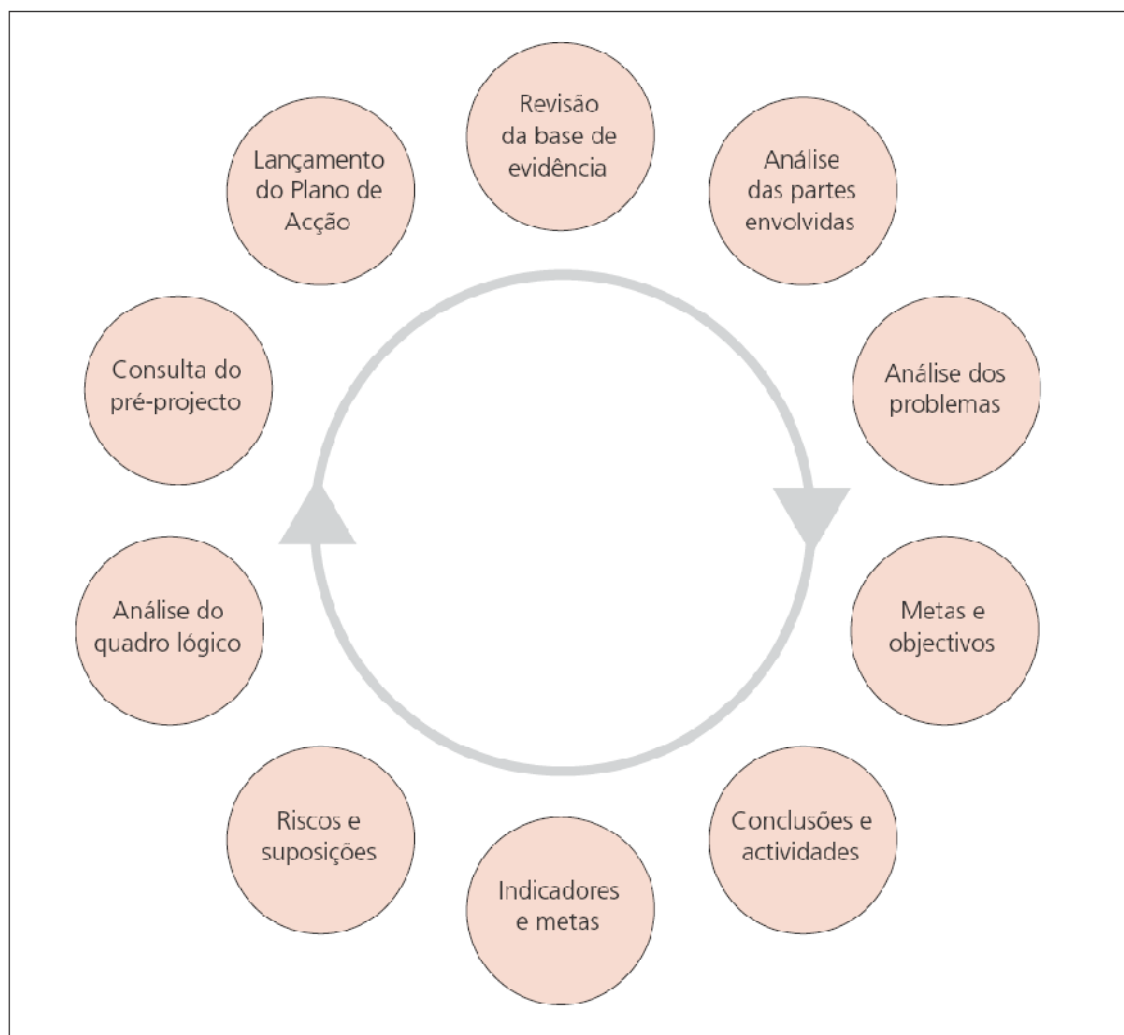 Revisão
da base de
evidência
Análise
das partes
envolvidas
Análise dos
problemas
Metas e
objectivos
Conclusões e
actividades
Indicadores
e metas
Riscos e
suposições
Análise do
quadro lógico
Consulta do
pré-projecto
Lançamento
do Plano de
Acção